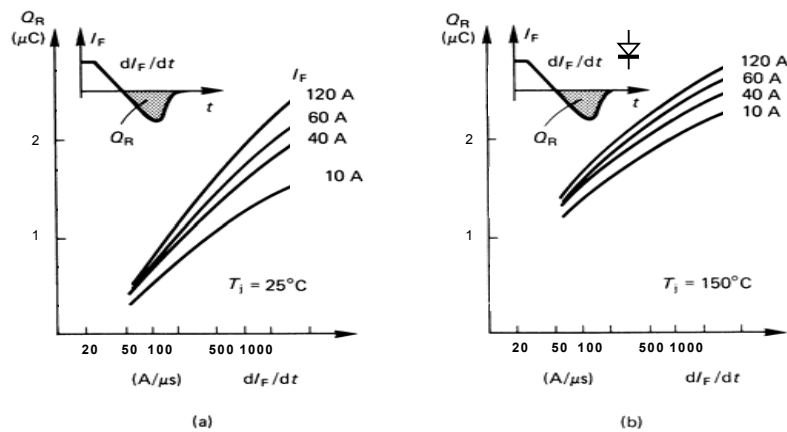 Q_R
(μC)
I_F
dI_F/dt
t
Q_R
I_F
120 A
60 A
40 A
10 A
2
1
T_j = 25°C
20 50 100 500 1000
(A/μs) dI_F/dt
(a)
Q_R
(μC)
I_F
dI_F/dt
t
Q_R
120 A
60 A
40 A
10 A
2
1
T_j = 150°C
20 50 100 500 1000
(A/μs) dI_F/dt
(b)